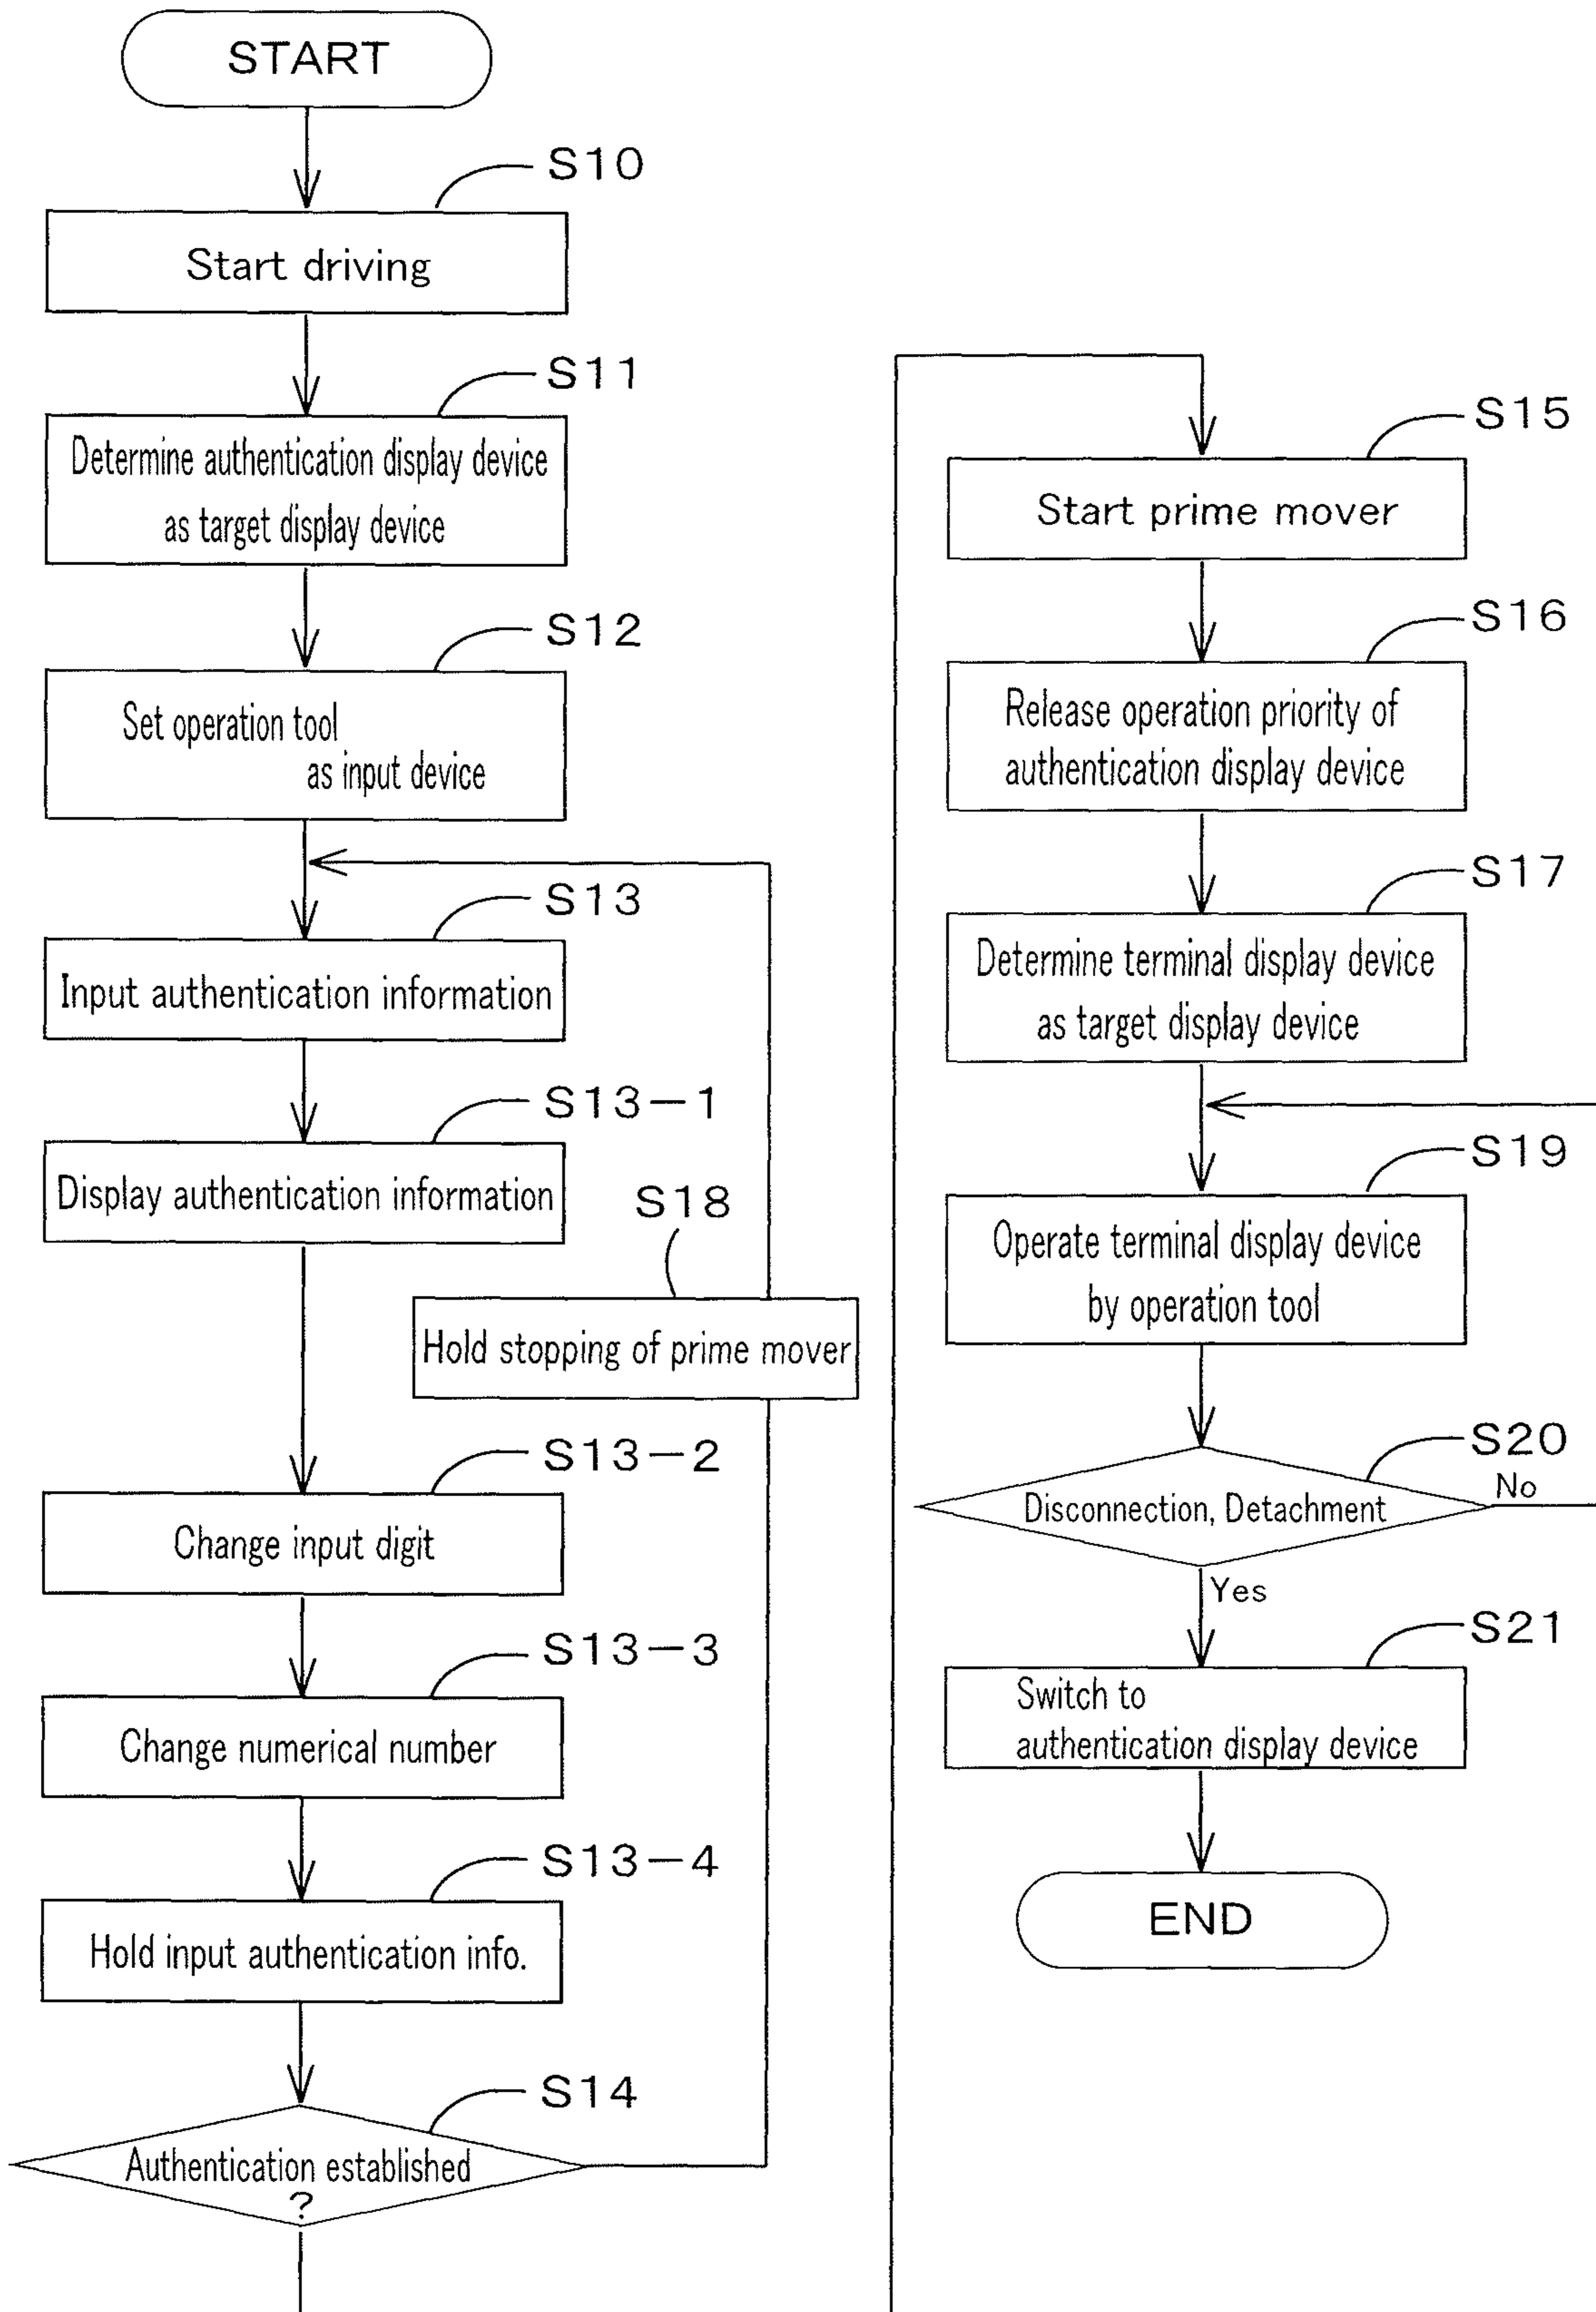 START
S10
Start driving
S11
Determine authentication display device
as target display device
S12
Set operation tool
as input device
S13
Input authentication information
S13-1
Display authentication information
S18
Hold stopping of prime mover
S13-2
Change input digit
S13-3
Change numerical number
S13-4
Hold input authentication info.
S14
Authentication established
?
S15
Start prime mover
S16
Release operation priority of
authentication display device
S17
Determine terminal display device
as target display device
S19
Operate terminal display device
by operation tool
S20
Disconnection, Detachment
No
Yes
S21
Switch to
authentication display device
END